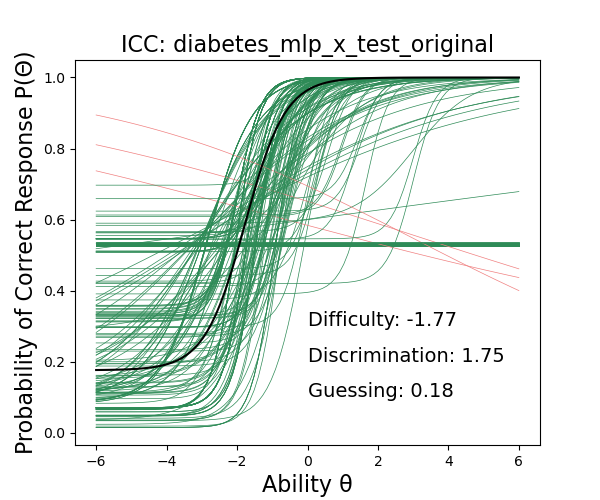 ICC: diabetes_mlp_x_test_original
Probability of Correct Response P(Θ)
1.0
0.8
0.6
0.4
0.2
0.0
Difficulty: -1.77
Discrimination: 1.75
Guessing: 0.18
−6 −4 −2 0 2 4 6
Ability θ